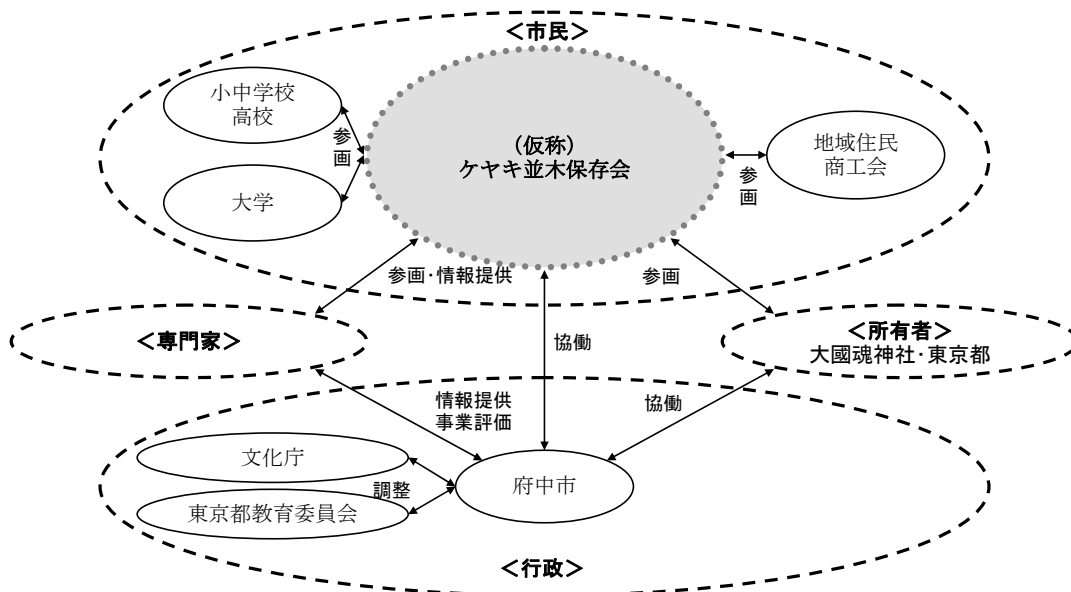 ＜市民＞
小中学校
高校
参画
大学
（仮称）
ケヤキ並木保存会
参画
地域住民
商工会
参画・情報提供
参画
＜専門家＞
協働
＜所有者＞
大國魂神社・東京都
情報提供
事業評価
協働
文化庁
調整
東京都教育委員会
府中市
＜行政＞